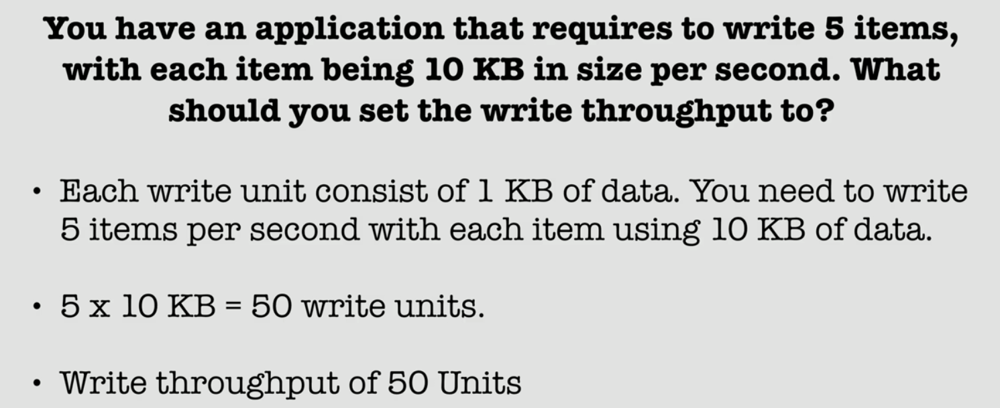 You have an application that requires to write 5 items,
with each item being 10 KB in size per second. What
should you set the write throughput to?
• Each write unit consist of 1 KB of data. You need to write
5 items per second with each item using 10 KB of data.
• 5 x 10 KB = 50 write units.
• Write throughput of 50 Units